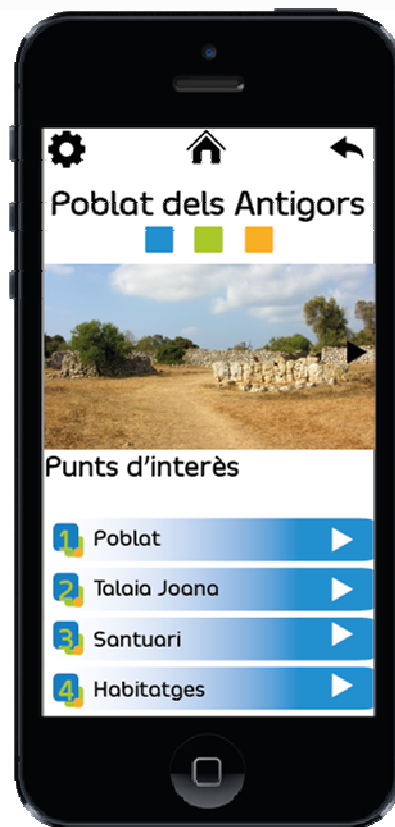 Poblat dels Antigors
Punts d'interès
1 Poblat
2 Talaia Joana
3 Santuari
4 Habitatges